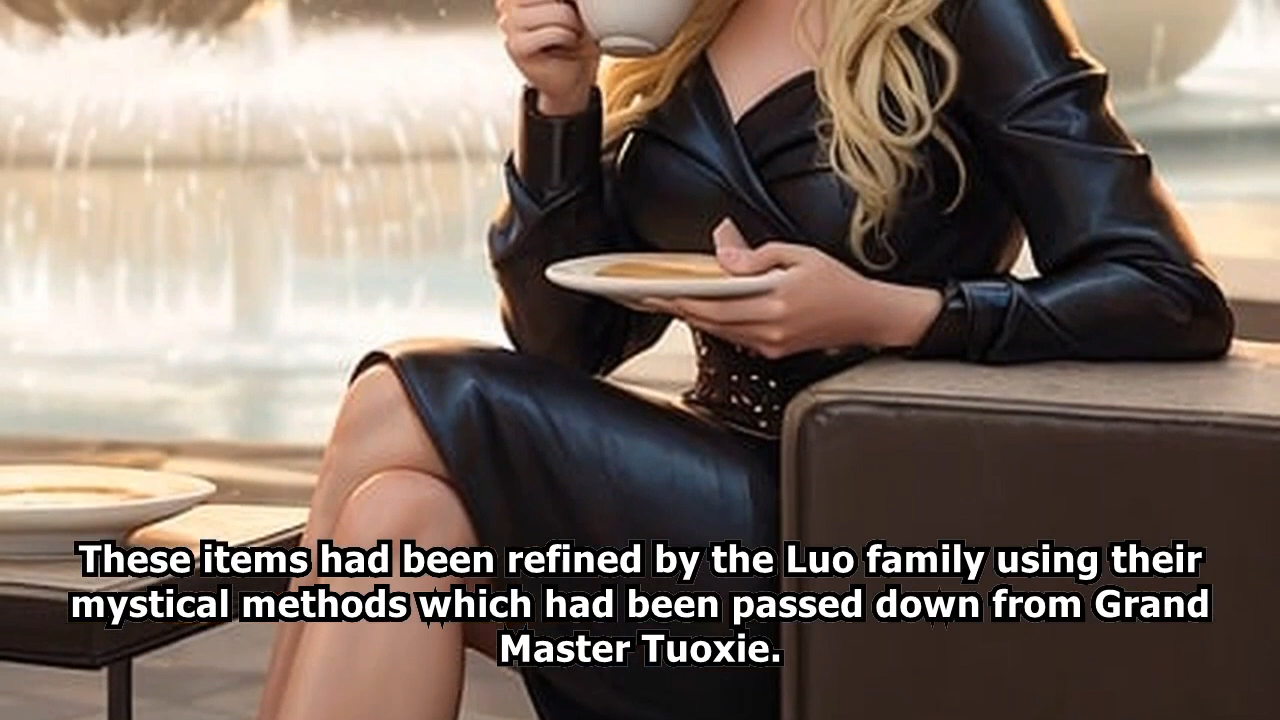 These items had been refined by the Luo family using their
mystical methods which had been passed down from Grand
Master Tuoxie.